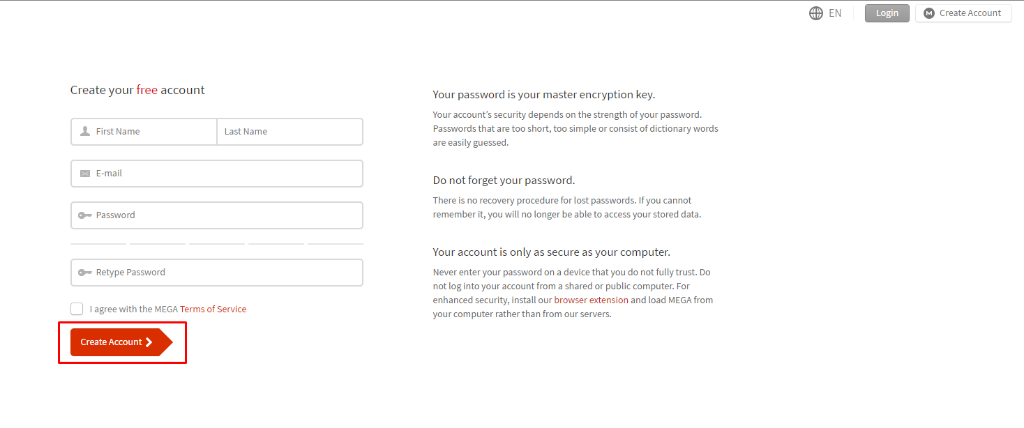 EN Login Create Account
Create your free account
First Name Last Name
E-mail
Password
Retype Password
I agree with the MEGA Terms of Service
Create Account
Your password is your master encryption key.
Your account's security depends on the strength of your password.
Passwords that are too short, too simple or consist of dictionary words
are easily guessed.
Do not forget your password.
There is no recovery procedure for lost passwords. If you cannot
remember it, you will no longer be able to access your stored data.
Your account is only as secure as your computer.
Never enter your password on a device that you do not fully trust. Do
not log into your account from a shared or public computer. For
enhanced security, install our browser extension and load MEGA from
your computer rather than from our servers.